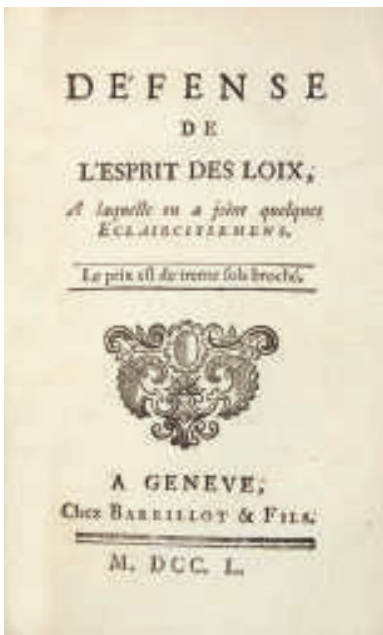 DÉFENSE
DE
L'ESPRIT DES LOIX,
A laquelle on a joint quelques
ECLAIRCISSEMENS.
Le prix est de trente sols broché.
A GENEVE,
Chez BARRILLOT & FILS.
M. DCC. L.